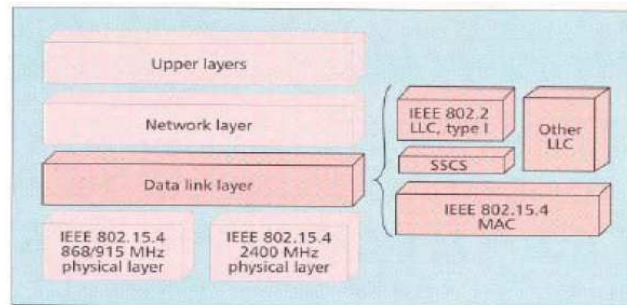 Upper layers
Network layer
Data link layer
IEEE 802.15.4
868/915 MHz
physical layer
IEEE 802.15.4
2400 MHz
physical layer
IEEE 802.2
LLC, type I
Other
LLC
SSCS
IEEE 802.15.4
MAC